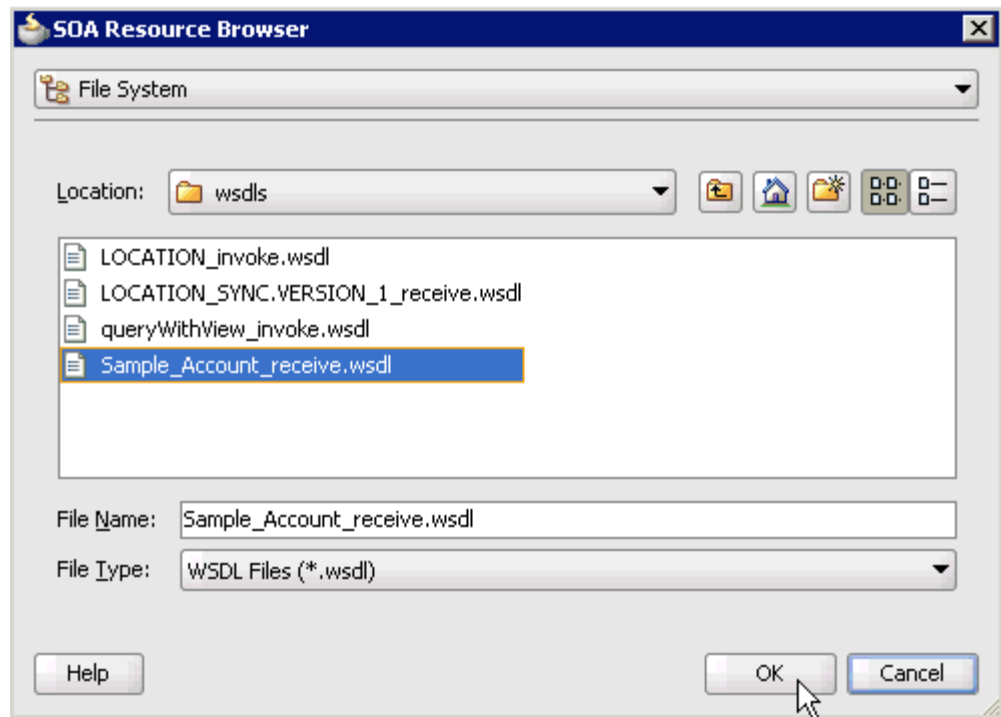 SOA Resource Browser
File System
Location: wsdls
LOCATION_invoke.wsdl
LOCATION_SYNC.VERSION_1_receive.wsdl
queryWithView_invoke.wsdl
Sample_Account_receive.wsdl
File Name: Sample_Account_receive.wsdl
File Type: WSDL Files (*.wsdl)
Help OK Cancel